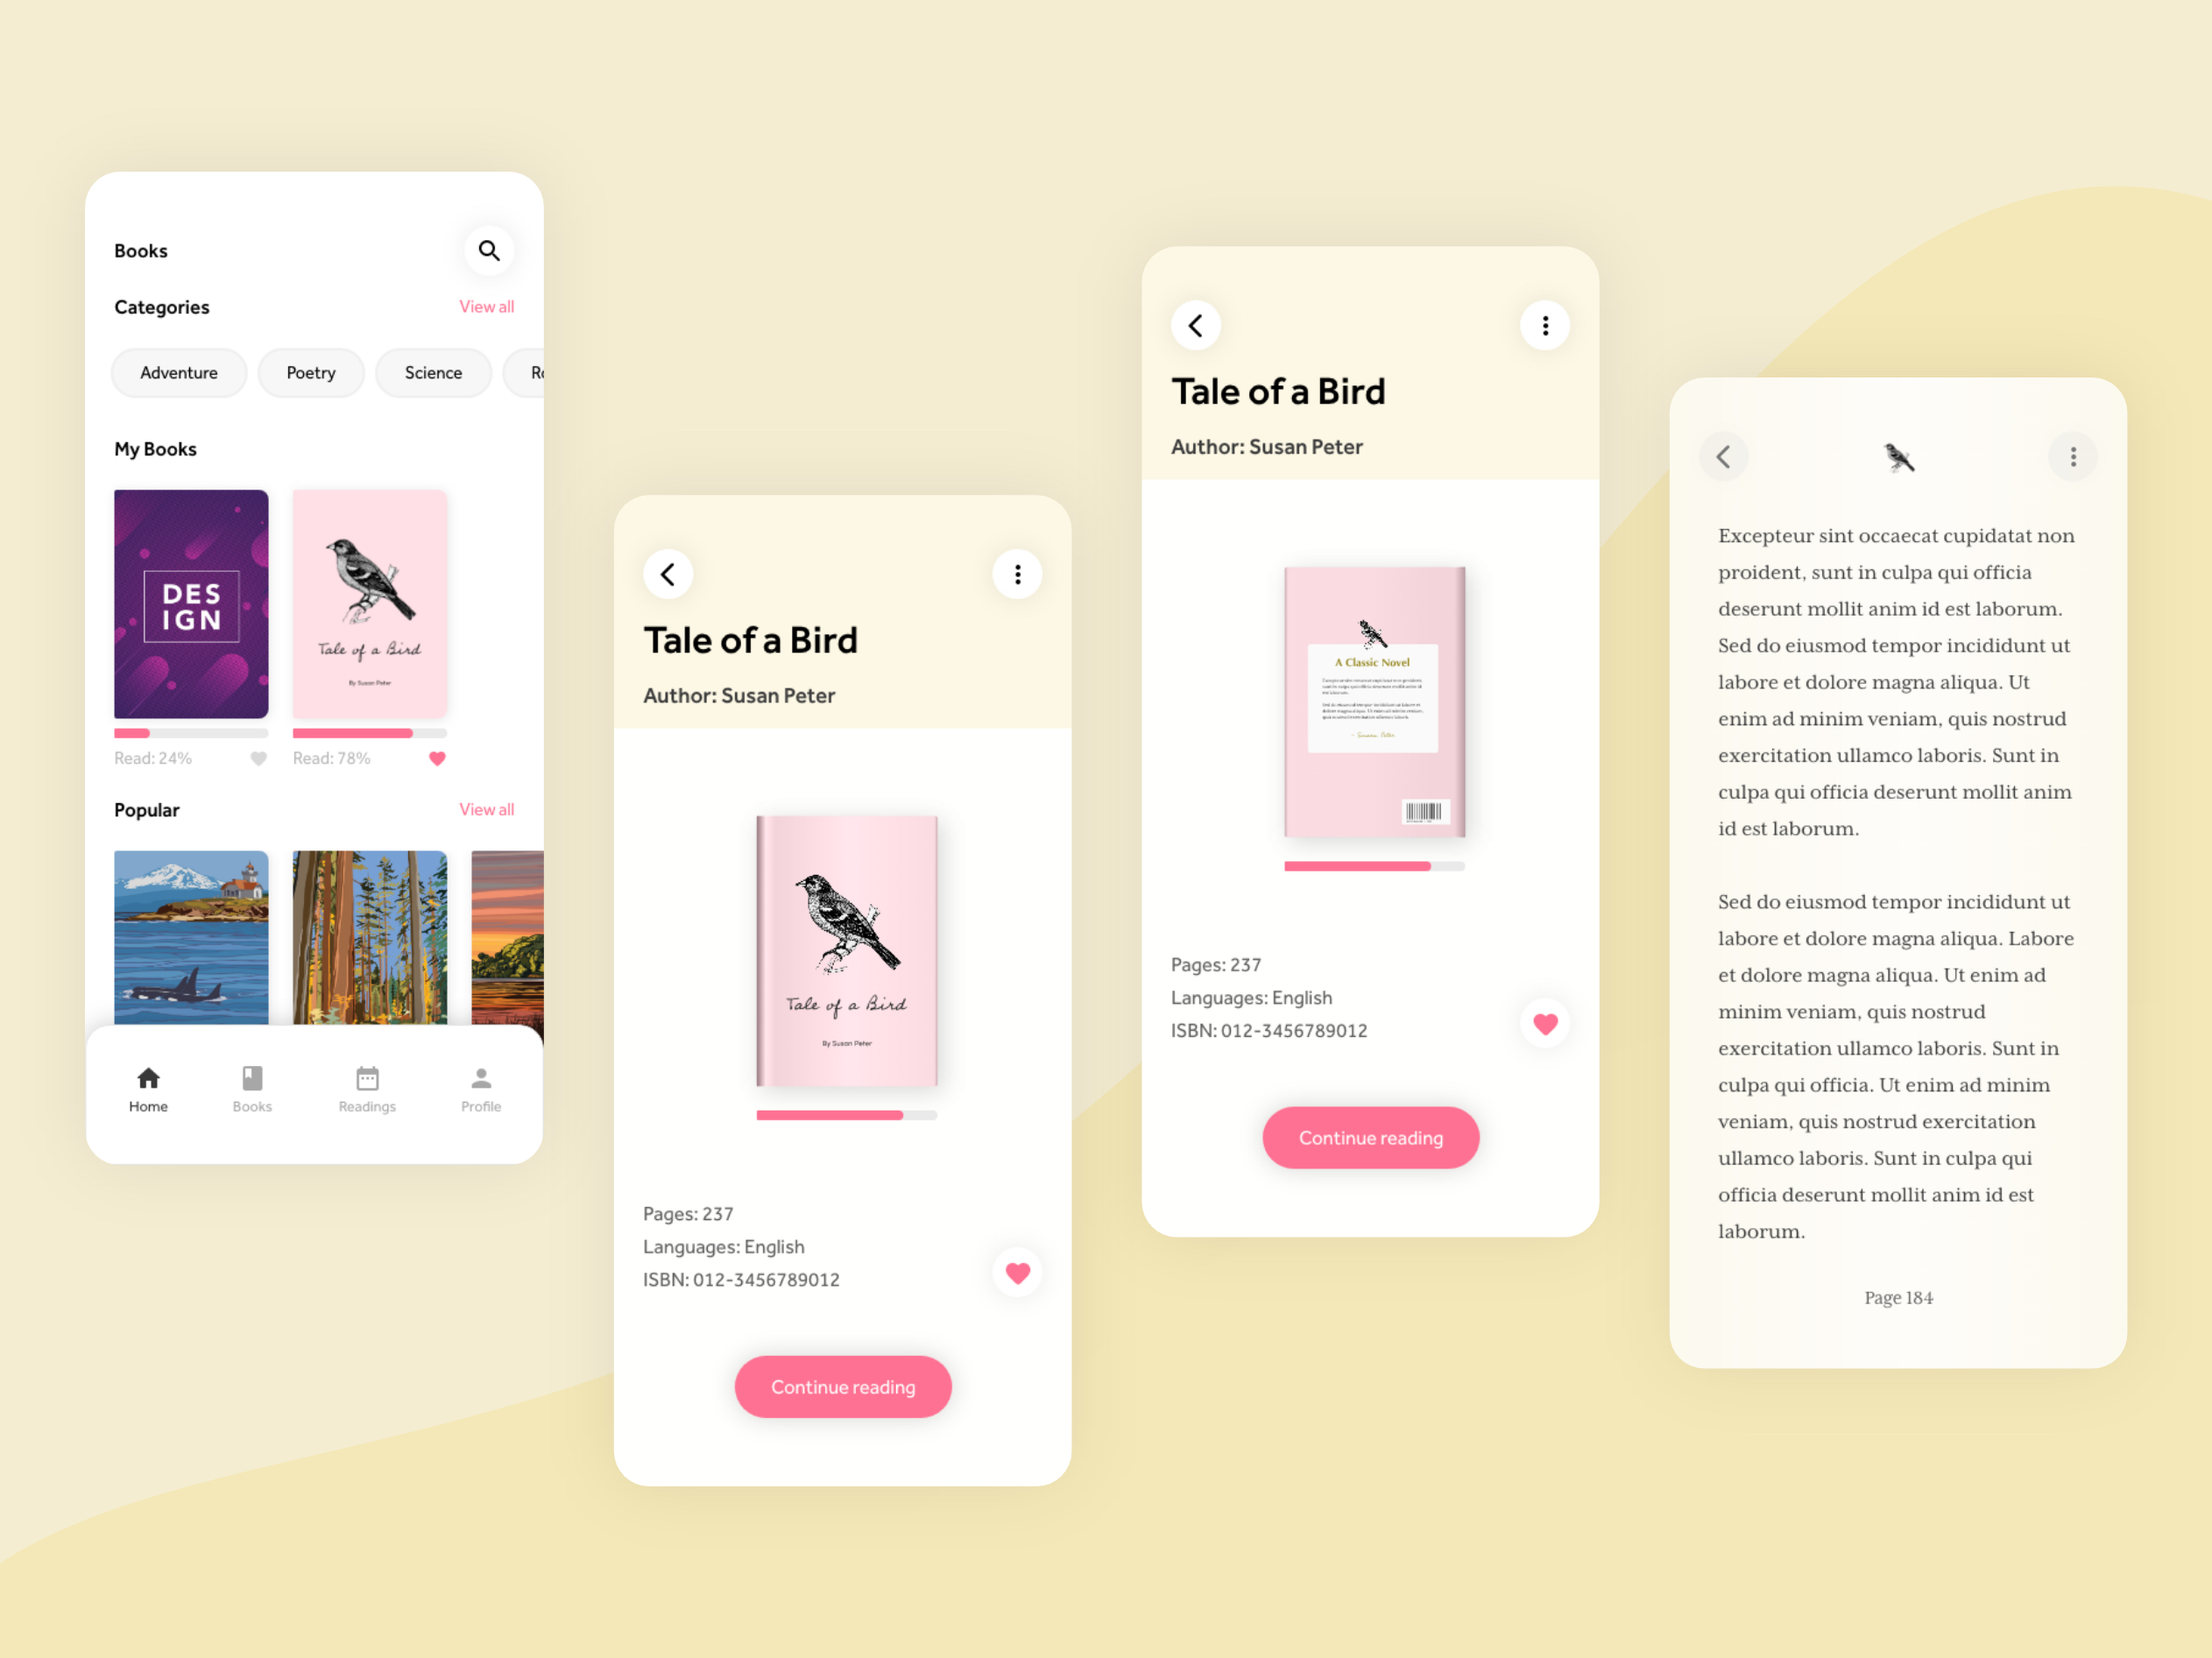 Books
Categories
View all
Adventure
Poetry
Science
My Books
DES
IGN
Tale of a Bird
By Susan Peter
Read: 24%
Read: 78%
Popular
View all
Home
Books
Readings
Profile
Tale of a Bird
Author: Susan Peter
Tale of a Bird
By Susan Peter
Pages: 237
Languages: English
ISBN: 012-3456789012
Continue reading
Tale of a Bird
Author: Susan Peter
A Classic Novel
Pages: 237
Languages: English
ISBN: 012-3456789012
Continue reading
Excepteur sint occaecat cupidatat non
proident, sunt in culpa qui officia
deserunt mollit anim id est laborum.
Sed do eiusmod tempor incididunt ut
labore et dolore magna aliqua. Ut
enim ad minim veniam, quis nostrud
exercitation ullamco laboris. Sunt in
culpa qui officia deserunt mollit anim
id est laborum.
Sed do eiusmod tempor incididunt ut
labore et dolore magna aliqua. Labore
et dolore magna aliqua. Ut enim ad
minim veniam, quis nostrud
exercitation ullamco laboris. Sunt in
culpa qui officia. Ut enim ad minim
veniam, quis nostrud exercitation
ullamco laboris. Sunt in culpa qui
officia deserunt mollit anim id est
laborum.
Page 184